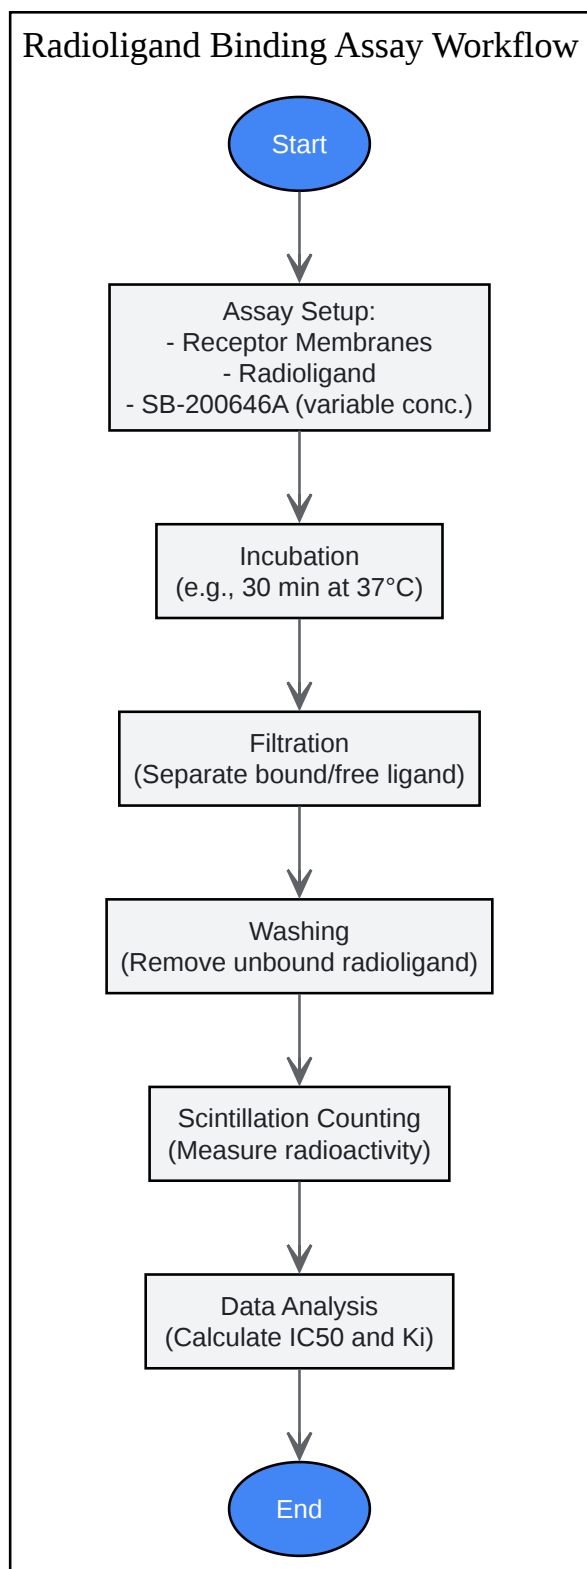 Radioligand Binding Assay Workflow
Start
Assay Setup:
- Receptor Membranes
- Radioligand
- SB-200646A (variable conc.)
Incubation
(e.g., 30 min at 37°C)
Filtration
(Separate bound/free ligand)
Washing
(Remove unbound radioligand)
Scintillation Counting
(Measure radioactivity)
Data Analysis
(Calculate IC50 and Ki)
End